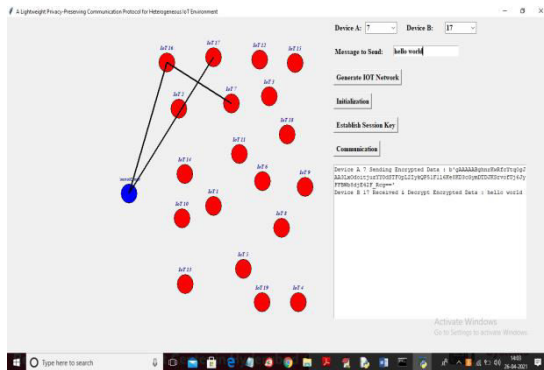 A Lightweight Privacy-Preserving Communication Protocol for Heterogeneous IoT Environment
Device A: 7 Device B: 17
Message to Send: hello world
Generate IOT Network
Initialization
Establish Session Key
Communication
Device A 7 Sending Encrypted Data :
Device B 17 Received & Decrypt Encrypted Data : hello world
IoT 16
IoT 17
IoT 12
IoT 15
IoT 2
IoT 7
IoT 3
IoT 18
IoT 11
IoT 14
IoT 6
IoT 9
IoT 10
IoT 1
IoT 8
IoT 5
IoT 19
IoT 4
Activate Windows
Go to Settings to activate Windows.
Type here to search
14:03
26-04-2021